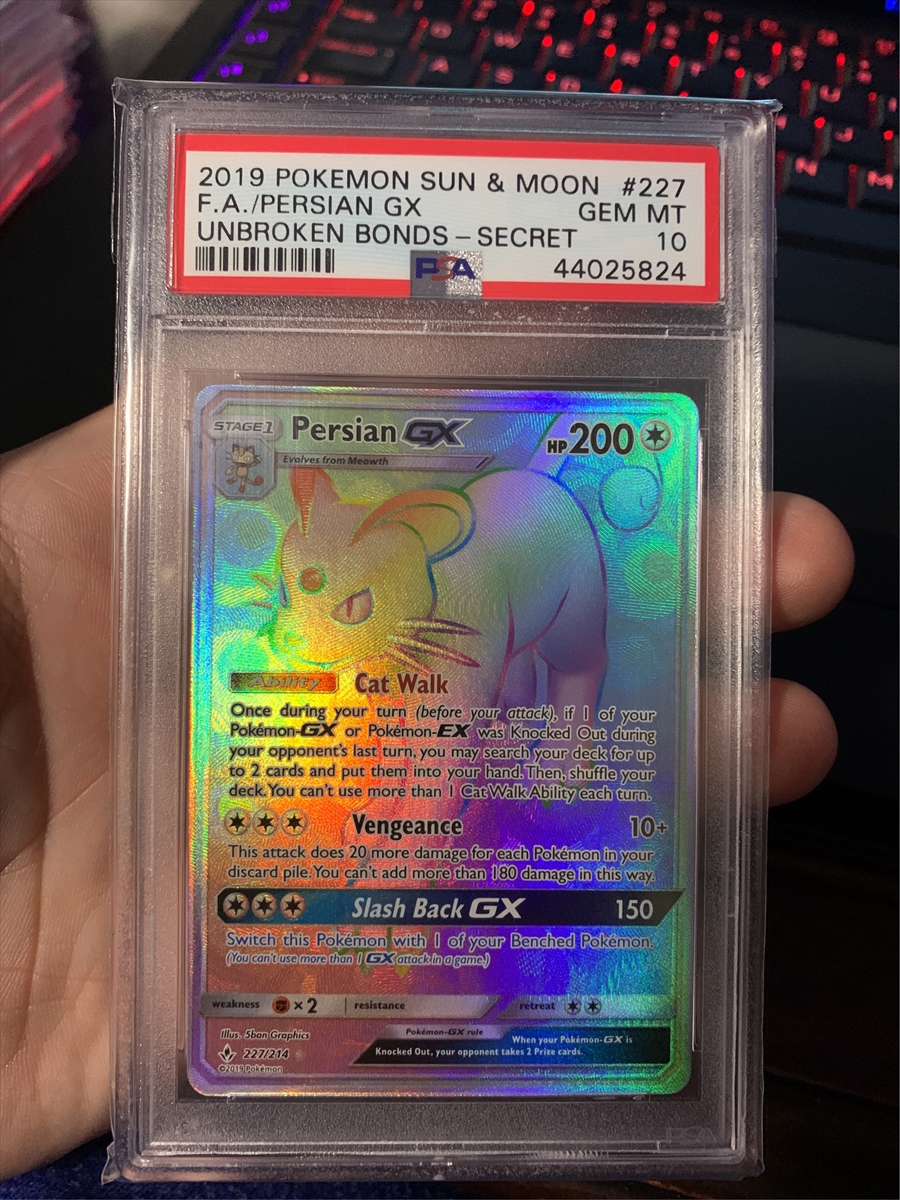 2019 POKEMON SUN & MOON #227
F.A./PERSIAN GX GEM MT
UNBROKEN BONDS – SECRET 10
PSA 44025824
STAGE 1 Persian GX HP 200
Evolves from Meowth
Ability Cat Walk
Once during your turn (before your attack), if 1 of your
Pokémon-GX or Pokémon-EX was Knocked Out during
your opponent's last turn, you may search your deck for up
to 2 cards and put them into your hand. Then, shuffle your
deck. You can't use more than 1 Cat Walk Ability each turn.
Vengeance 10+
This attack does 20 more damage for each Pokémon in your
discard pile. You can't add more than 180 damage in this way.
Slash Back GX 150
Switch this Pokémon with 1 of your Benched Pokémon.
(You can't use more than 1 GX attack in a game.)
weakness ×2 resistance retreat
Illus. 5ban Graphics
227/214
©2019 Pokémon
Pokémon-GX rule
When your Pokémon-GX is
Knocked Out, your opponent takes 2 Prize cards.
PSA